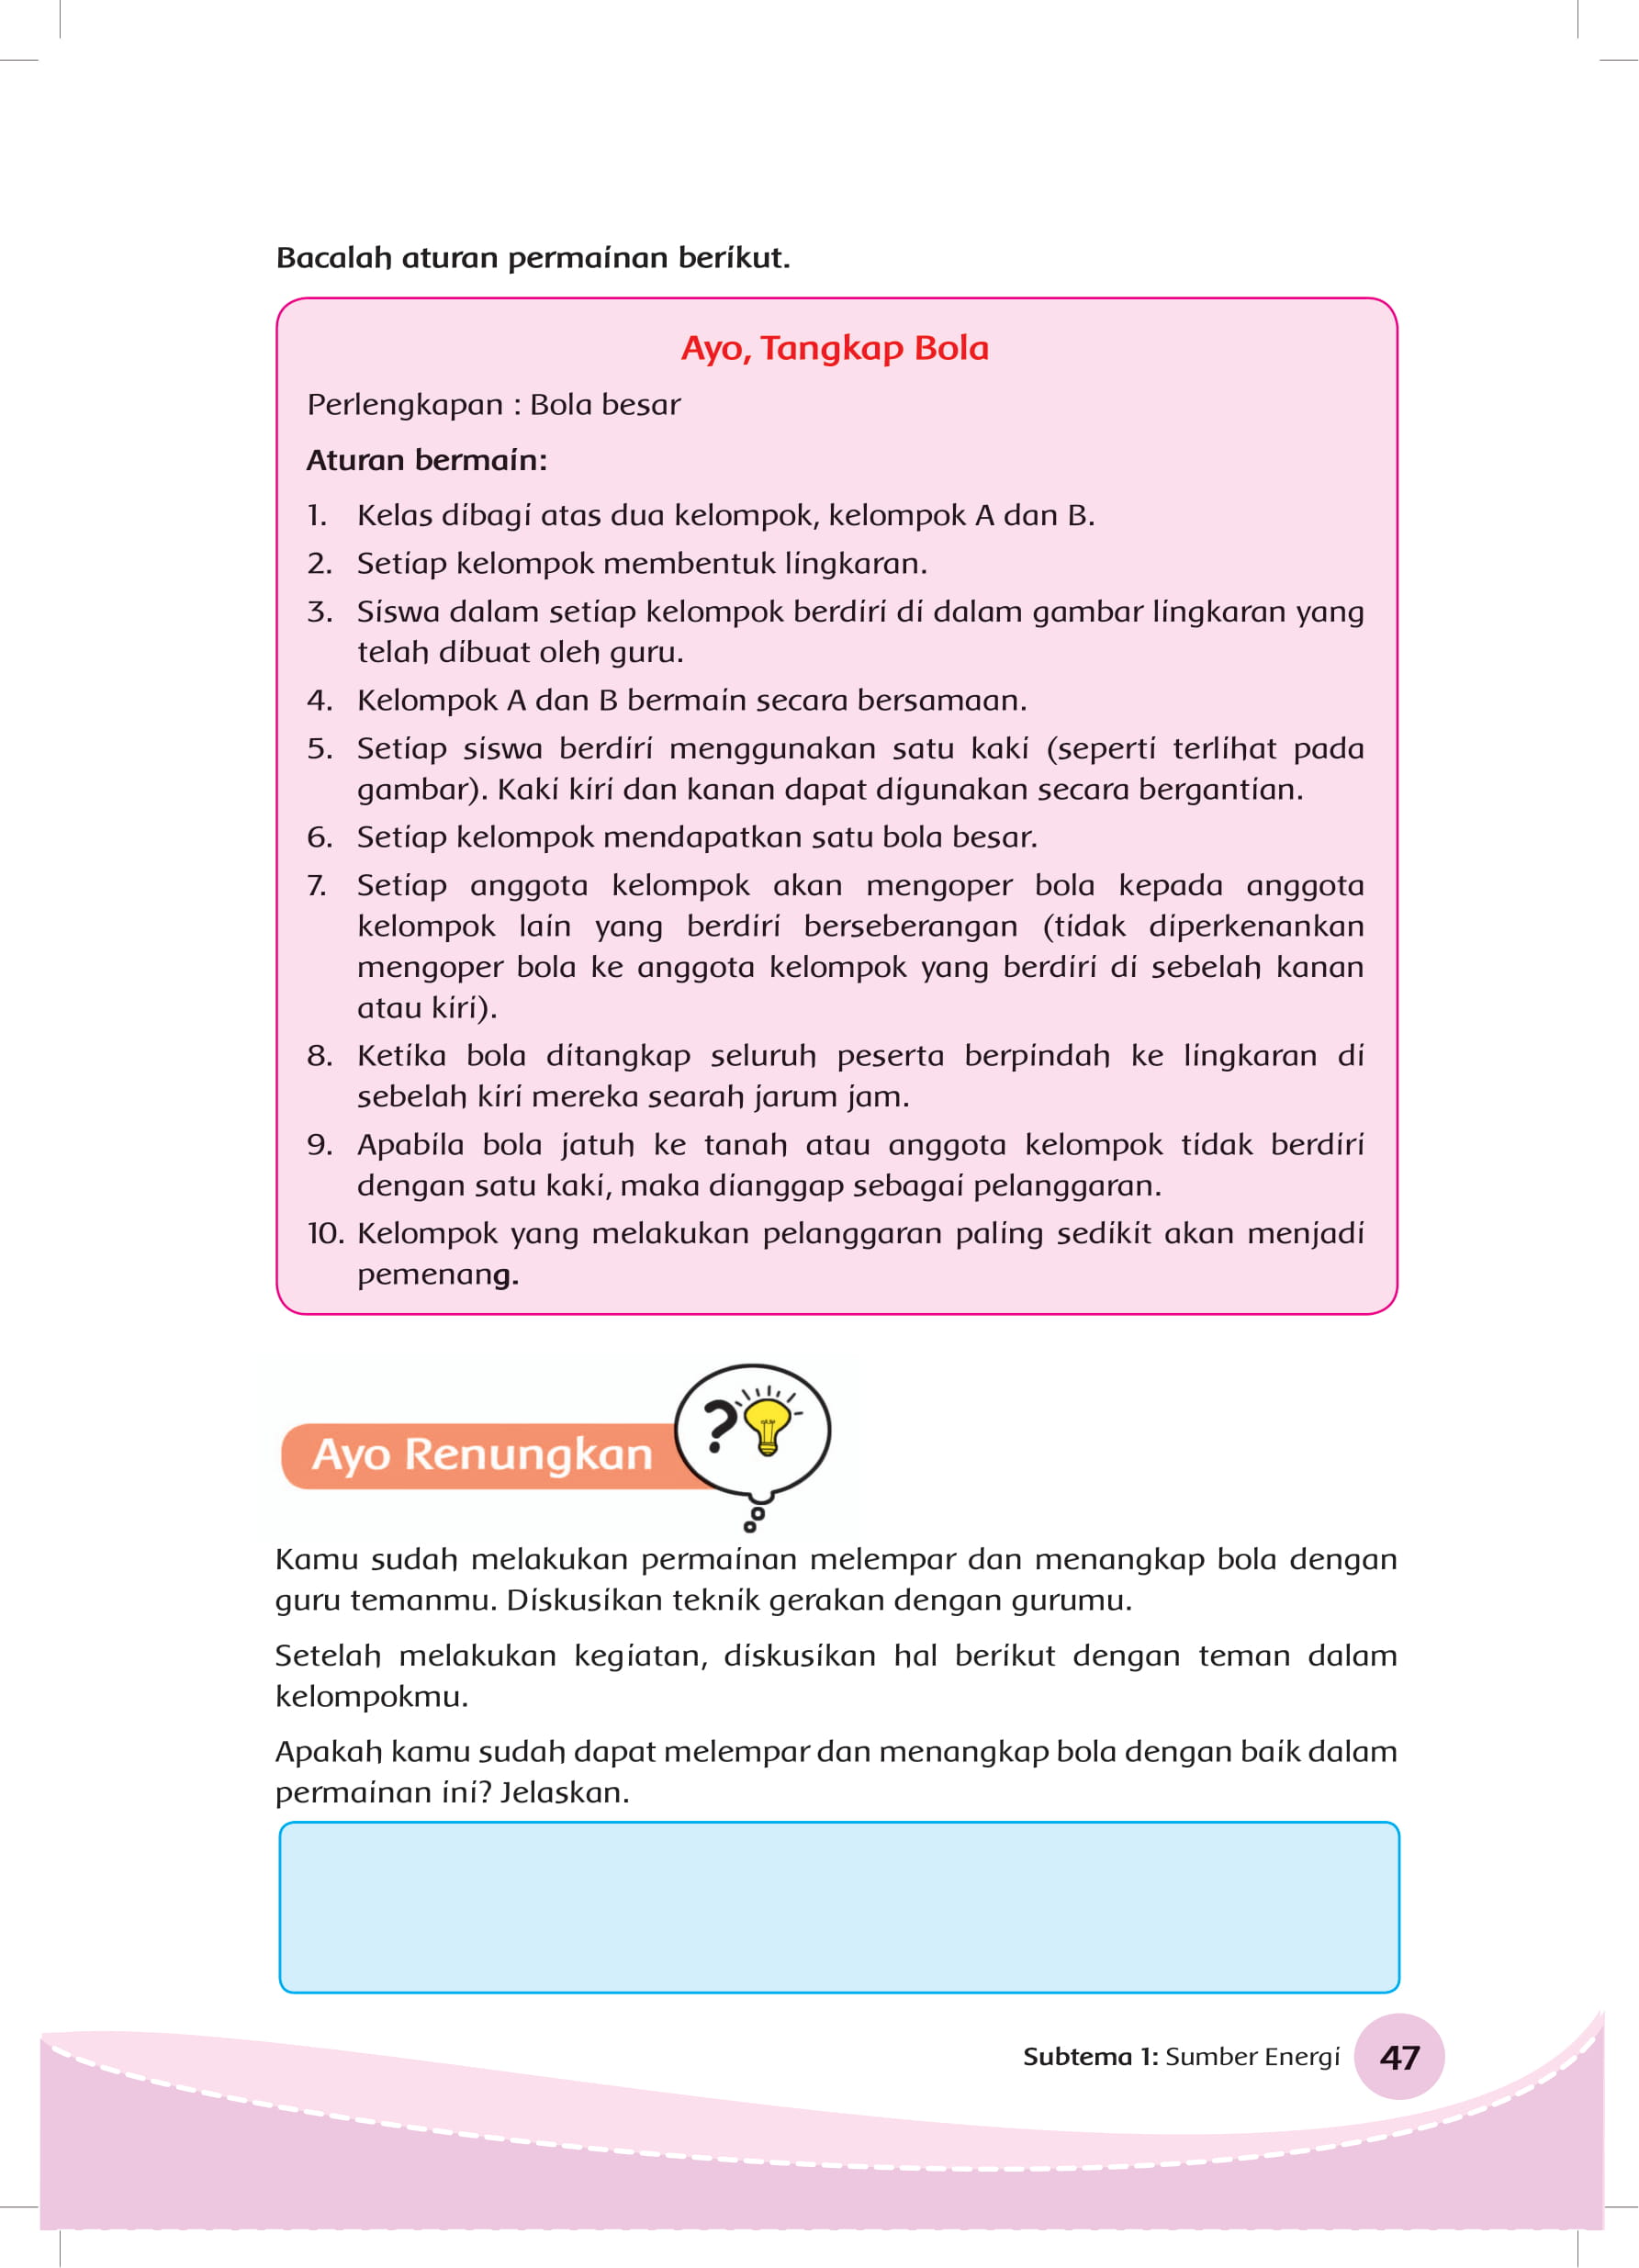 Bacalah aturan permainan berikut.
Ayo, Tangkap Bola
Perlengkapan : Bola besar
Aturan bermain:
1. Kelas dibagi atas dua kelompok, kelompok A dan B.
2. Setiap kelompok membentuk lingkaran.
3. Siswa dalam setiap kelompok berdiri di dalam gambar lingkaran yang
telah dibuat oleh guru.
4. Kelompok A dan B bermain secara bersamaan.
5. Setiap siswa berdiri menggunakan satu kaki (seperti terlihat pada
gambar). Kaki kiri dan kanan dapat digunakan secara bergantian.
6. Setiap kelompok mendapatkan satu bola besar.
7. Setiap anggota kelompok akan mengoper bola kepada anggota
kelompok lain yang berdiri berseberangan (tidak diperkenankan
mengoper bola ke anggota kelompok yang berdiri di sebelah kanan
atau kiri).
8. Ketika bola ditangkap seluruh peserta berpindah ke lingkaran di
sebelah kiri mereka searah jarum jam.
9. Apabila bola jatuh ke tanah atau anggota kelompok tidak berdiri
dengan satu kaki, maka dianggap sebagai pelanggaran.
10. Kelompok yang melakukan pelanggaran paling sedikit akan menjadi
pemenang.
?
Ayo Renungkan
Kamu sudah melakukan permainan melempar dan menangkap bola dengan
guru temanmu. Diskusikan teknik gerakan dengan gurumu.
Setelah melakukan kegiatan, diskusikan hal berikut dengan teman dalam
kelompokmu.
Apakah kamu sudah dapat melempar dan menangkap bola dengan baik dalam
permainan ini? Jelaskan.
Subtema 1: Sumber Energi 47